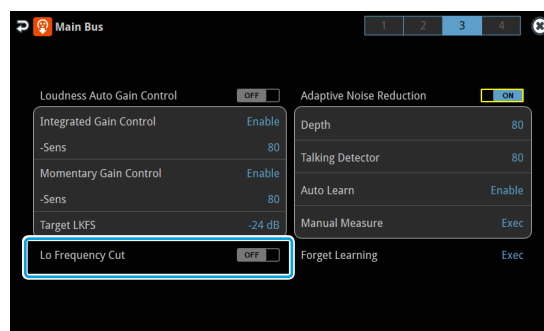 Main Bus
1 2 3 4
Loudness Auto Gain Control OFF
Integrated Gain Control Enable
-Sens 80
Momentary Gain Control Enable
-Sens 80
Target LKFS -24 dB
Lo Frequency Cut OFF
Adaptive Noise Reduction ON
Depth 80
Talking Detector 80
Auto Learn Enable
Manual Measure Exec
Forget Learning Exec